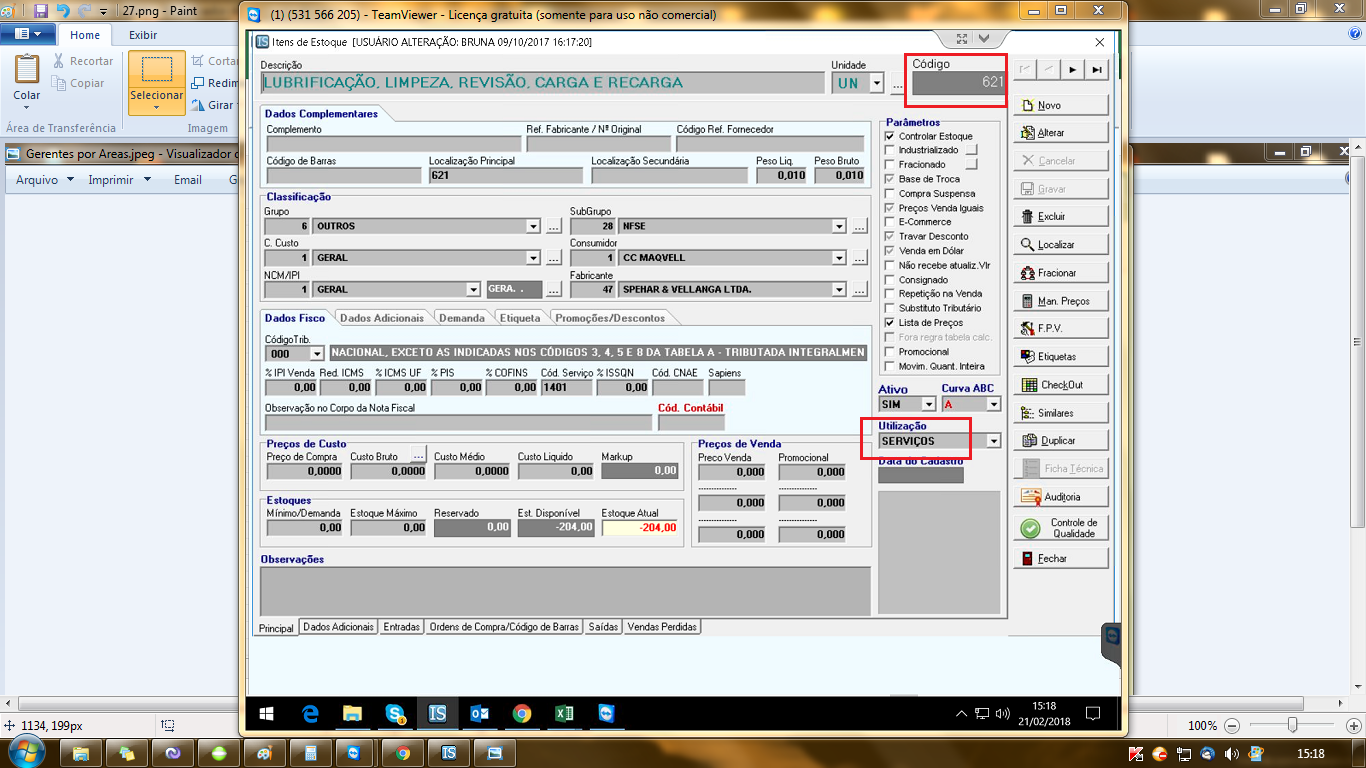 27.png - Paint
Home
Exibir
Colar
Recortar
Copiar
Área de Transferência
Selecionar
Cortar
Redim
Girar
Imagem
Gerentes por Areas.jpeg - Visualizador d
Arquivo
Imprimir
Email
G
(1) (531 566 205) - TeamViewer - Licença gratuita (somente para uso não comercial)
Itens de Estoque [USUÁRIO ALTERAÇÃO: BRUNA 09/10/2017 16:17:20]
Descrição
Unidade
Código
LUBRIFICAÇÃO, LIMPEZA, REVISÃO, CARGA E RECARGA
UN
...
621
Dados Complementares
Complemento
Ref. Fabricante / Nº Original
Código Ref. Fornecedor
Código de Barras
Localização Principal
Localização Secundária
Peso Liq.
Peso Bruto
621
0,010
0,010
Classificação
Grupo
SubGrupo
6 OUTROS
...
28 NFSE
...
C. Custo
Consumidor
1 GERAL
...
1 CC MAQVELL
...
NCM/IPI
Fabricante
1 GERAL
GERA. .
...
47 SPEHAR & VELLANGA LTDA.
...
Dados Fisco
Dados Adicionais
Demanda
Etiqueta
Promoções/Descontos
CódigoTrib.
000
NACIONAL, EXCETO AS INDICADAS NOS CÓDIGOS 3, 4, 5 E 8 DA TABELA A - TRIBUTADA INTEGRALMEN
% IPI Venda
Red. ICMS
% ICMS UF
% PIS
% COFINS
Cód. Serviço
% ISSQN
Cód. CNAE
Sapiens
0,00
0,00
0,00
0,00
0,00
1401
0,00
Observação no Corpo da Nota Fiscal
Cód. Contábil
Preços de Custo
Preço de Compra
Custo Bruto
...
Custo Médio
Custo Liquido
Markup
0,0000
0,0000
0,0000
0,00
0,00
Estoques
Mínimo/Demanda
Estoque Máximo
Reservado
Est. Disponível
Estoque Atual
0,00
0,00
0,00
-204,00
-204,00
Preços de Venda
Preco Venda
Promocional
0,000
0,000
---------------
---------------
0,000
0,000
---------------
---------------
0,000
0,000
Observações
Parâmetros
Controlar Estoque
Industrializado
Fracionado
Base de Troca
Compra Suspensa
Preços Venda Iguais
E-Commerce
Travar Desconto
Venda em Dólar
Não recebe atualiz.Vlr
Consignado
Repetição na Venda
Substituto Tributário
Lista de Preços
Fora regra tabela calc.
Promocional
Movim. Quant. Inteira
Ativo
Curva ABC
SIM
A
Utilização
SERVIÇOS
Data do Cadastro
Novo
Alterar
Cancelar
Gravar
Excluir
Localizar
Fracionar
Man. Preços
F.P.V.
Etiquetas
CheckOut
Similares
Duplicar
Ficha Técnica
Auditoria
Controle de
Qualidade
Fechar
Principal
Dados Adicionais
Entradas
Ordens de Compra/Código de Barras
Saídas
Vendas Perdidas
15:18
21/02/2018
1134, 199px
100%
15:18